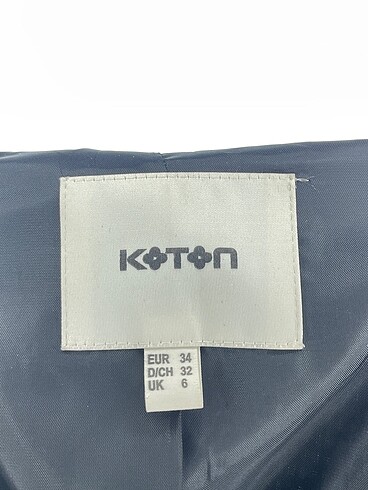 KOTON
EUR 34
D/CH 32
UK 6